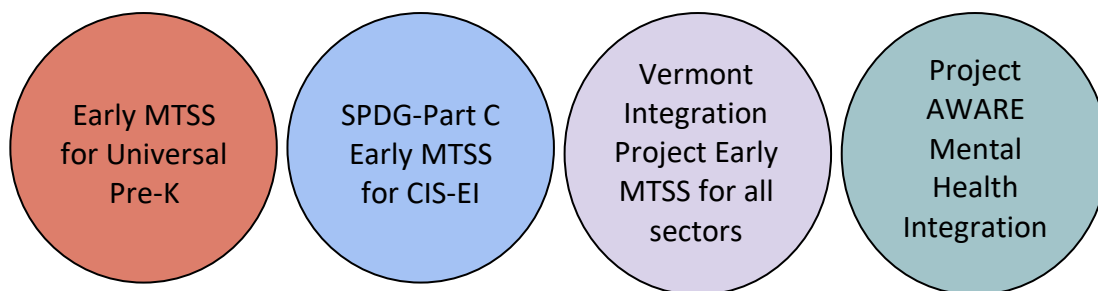 Early MTSS
for Universal
Pre-K
SPDG-Part C
Early MTSS
for CIS-EI
Vermont
Integration
Project Early
MTSS for all
sectors
Project
AWARE
Mental
Health
Integration